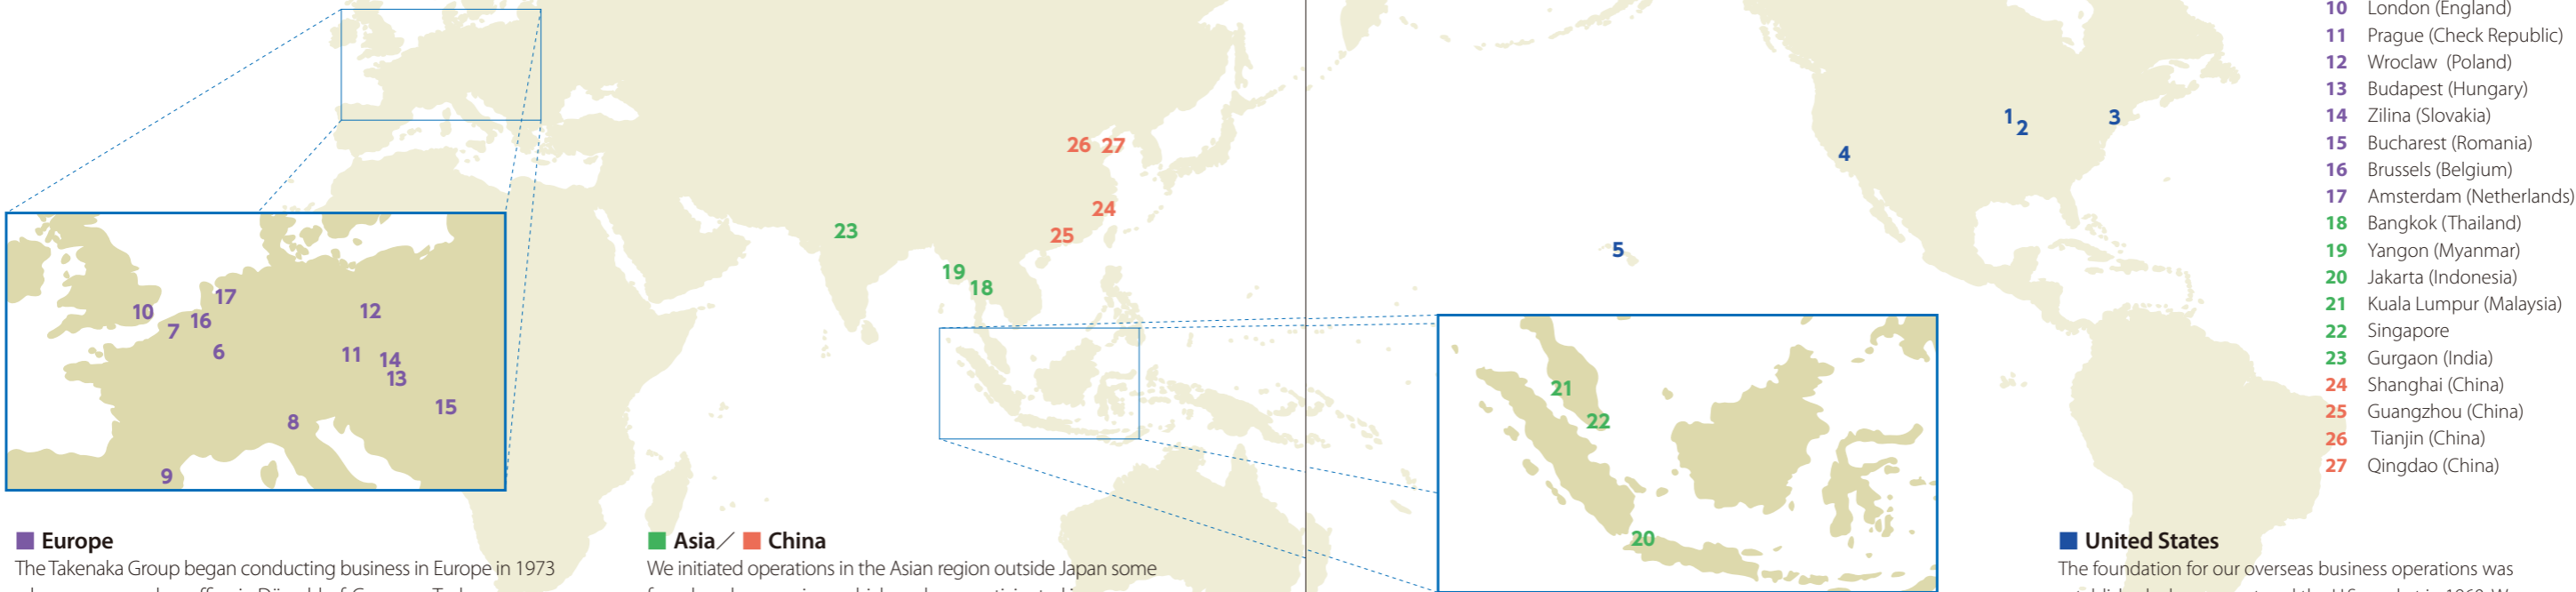 10 London (England)
11 Prague (Check Republic)
12 Wroclaw (Poland)
13 Budapest (Hungary)
14 Zilina (Slovakia)
15 Bucharest (Romania)
16 Brussels (Belgium)
17 Amsterdam (Netherlands)
18 Bangkok (Thailand)
19 Yangon (Myanmar)
20 Jakarta (Indonesia)
21 Kuala Lumpur (Malaysia)
22 Singapore
23 Gurgaon (India)
24 Shanghai (China)
25 Guangzhou (China)
26 Tianjin (China)
27 Qingdao (China)
1
2
3
4
5
26 27
24
25
23
19
18
17
10
12
16
7
6
11
14
13
15
8
9
21
22
20
Europe
The Takenaka Group began conducting business in Europe in 1973
Asia／ China
We initiated operations in the Asian region outside Japan some
United States
The foundation for our overseas business operations was